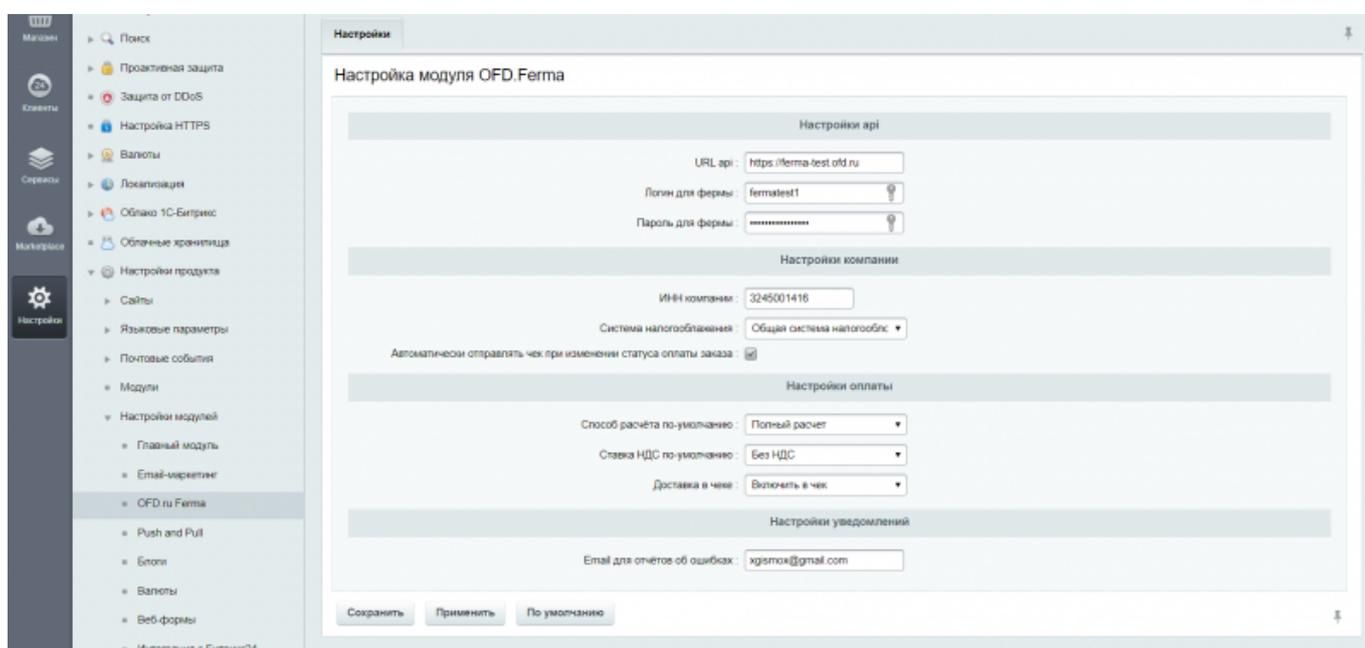 Магазин
Клиенты
Сервисы
Marketplace
Настройки
Поиск
Проактивная защита
Защита от DDoS
Настройка HTTPS
Валюты
Локализация
Облако 1С-Битрикс
Облачные хранилища
Настройки продукта
Сайты
Языковые параметры
Почтовые события
Модули
Настройки модулей
Главный модуль
Email-маркетинг
OFD.ru Ferma
Push and Pull
Блоги
Валюты
Веб-формы
Настройки
Настройка модуля OFD.Ferma
Настройки api
URL api : https://ferma-test.ofd.ru
Логин для фермы : fermatest1
Пароль для фермы : ••••••••••••••••
Настройки компании
ИНН компании : 3245001416
Система налогообложения : Общая система налогооблс
Автоматически отправлять чек при изменении статуса оплаты заказа :
Настройки оплаты
Способ расчёта по-умолчанию : Полный расчет
Ставка НДС по-умолчанию : Без НДС
Доставка в чеке : Включить в чек
Настройки уведомлений
Email для отчётов об ошибках : xgismox@gmail.com
Сохранить Применить По умолчанию